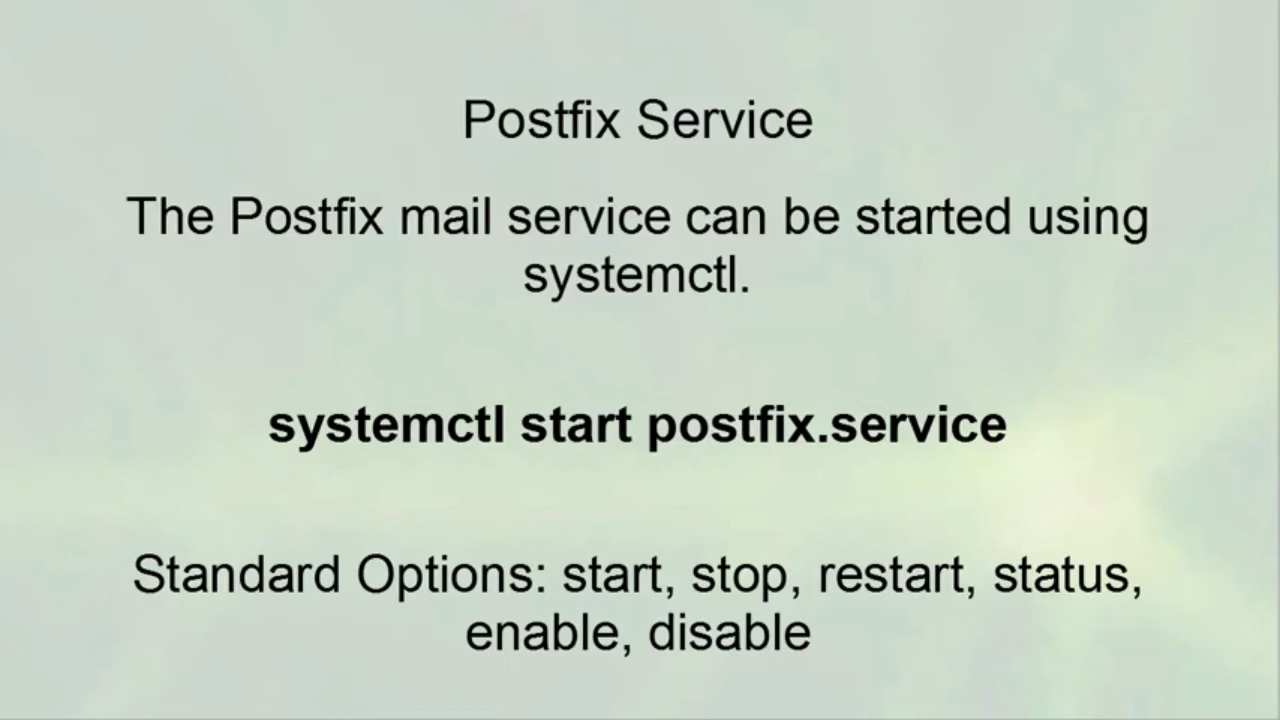 Postfix Service
The Postfix mail service can be started using
systemctl.
systemctl start postfix.service
Standard Options: start, stop, restart, status,
enable, disable